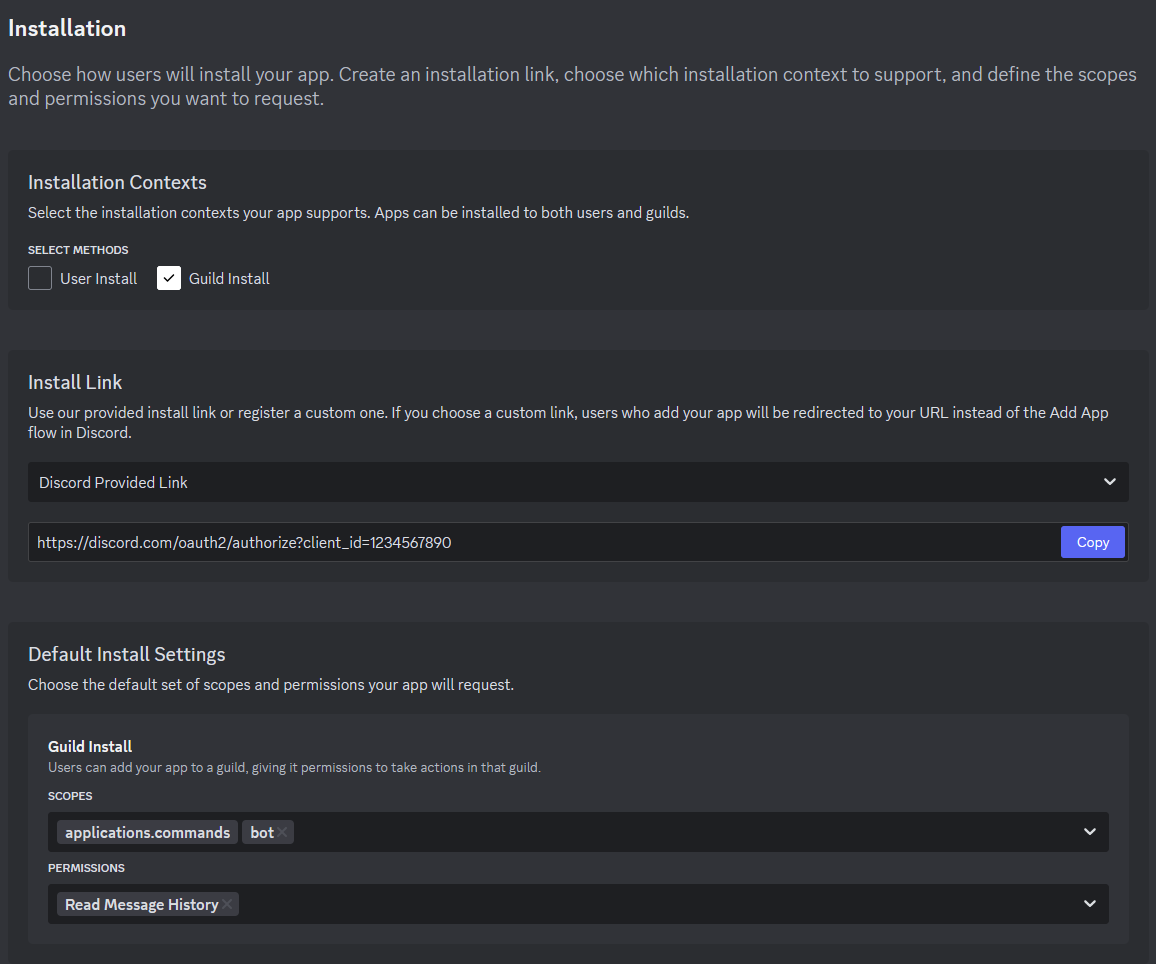 Installation
Choose how users will install your app. Create an installation link, choose which installation context to support, and define the scopes
and permissions you want to request.
Installation Contexts
Select the installation contexts your app supports. Apps can be installed to both users and guilds.
SELECT METHODS
User Install Guild Install
Install Link
Use our provided install link or register a custom one. If you choose a custom link, users who add your app will be redirected to your URL instead of the Add App
flow in Discord.
Discord Provided Link
https://discord.com/oauth2/authorize?client_id=1234567890 Copy
Default Install Settings
Choose the default set of scopes and permissions your app will request.
Guild Install
Users can add your app to a guild, giving it permissions to take actions in that guild.
SCOPES
applications.commands bot
PERMISSIONS
Read Message History